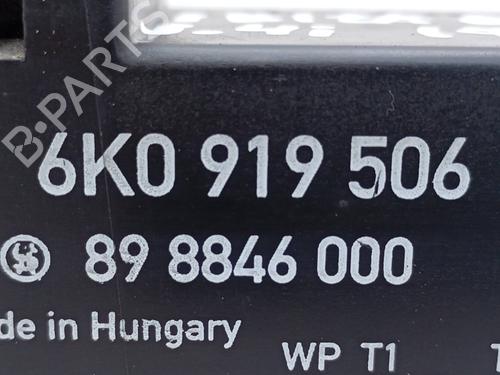 B-PARTS
6K0 919 506
89 8846 000
de in Hungary
WP T1